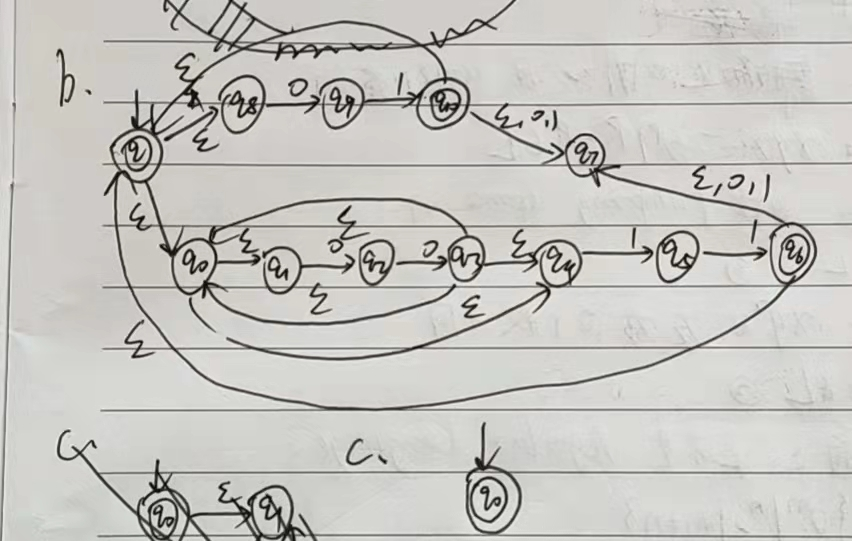 b.
ε
ε q8 0 q9 1 q10
ε,0,1
q
q7
ε
ε,0,1
ε
q0 ε q1 0 q2 0 q3 ε q4 1 q5 1 q6
ε ε
ε
c.
c.
q0 ε q1
q0